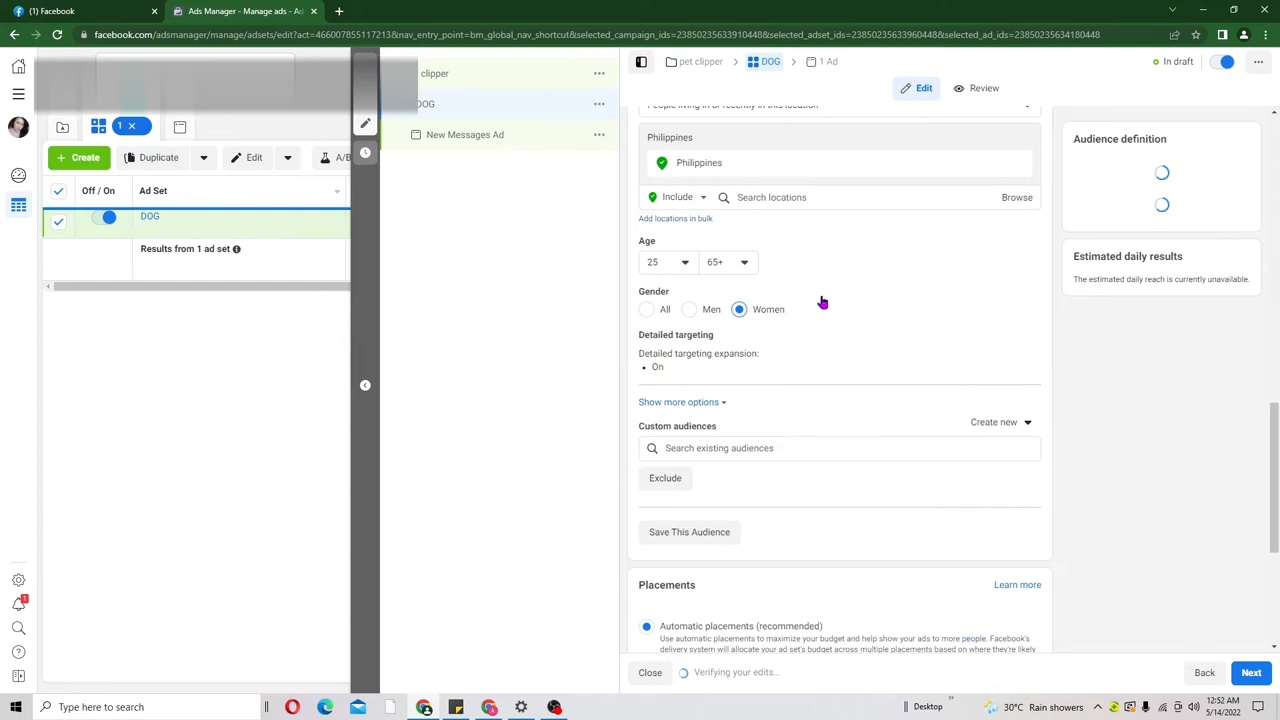 (1) Facebook
Ads Manager - Manage ads - Ad
facebook.com/adsmanager/manage/adsets/edit?act=466007855117213&nav_entry_point=bm_global_nav_shortcut&selected_campaign_ids=23850235633910448&selected_adset_ids=23850235633960448&selected_ad_ids=23850235634180448
clipper
pet clipper
DOG
1 Ad
In draft
Edit
Review
DOG
New Messages Ad
1
Create
Duplicate
Edit
A/B
Off / On
Ad Set
DOG
Results from 1 ad set
People living in or recently in this location
Philippines
Philippines
Include
Search locations
Browse
Add locations in bulk
Age
25
65+
Gender
All
Men
Women
Detailed targeting
Detailed targeting expansion:
On
Show more options
Custom audiences
Create new
Search existing audiences
Exclude
Save This Audience
Placements
Learn more
Automatic placements (recommended)
Use automatic placements to maximize your budget and help show your ads to more people. Facebook's
delivery system will allocate your ad set's budget across multiple placements based on where they're likely
Close
Verifying your edits...
Back
Next
Audience definition
Estimated daily results
The estimated daily reach is currently unavailable.
1
Type here to search
Desktop
30°C Rain showers
12:52 AM
5/14/2022